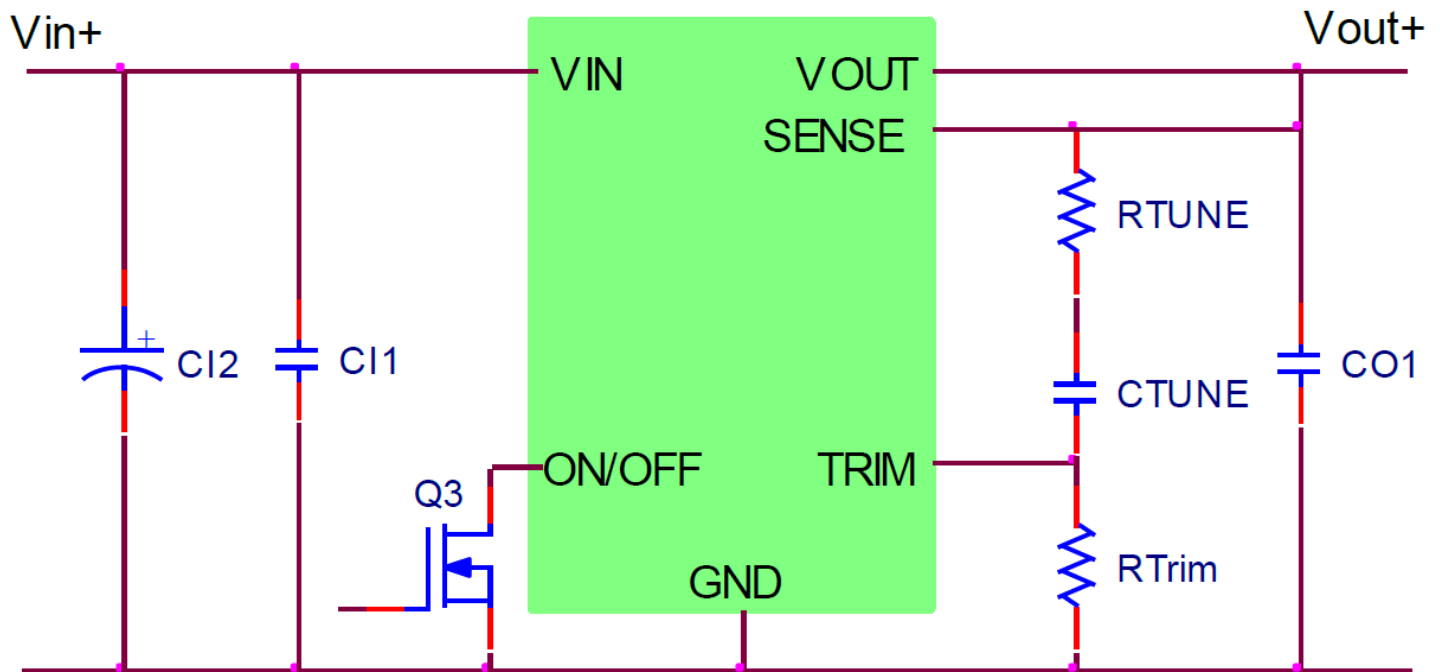 Vin+
Vout+
VIN
VOUT
SENSE
RTUNE
+
CI2
CI1
CO1
CTUNE
ON/OFF
TRIM
Q3
RTrim
GND